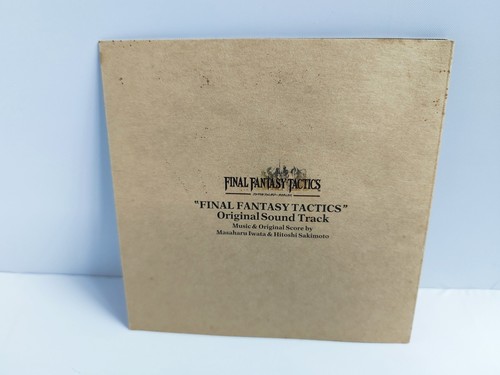 FINAL FANTASY TACTICS
"FINAL FANTASY TACTICS"
Original Sound Track
Music & Original Score by
Masaharu Iwata & Hitoshi Sakimoto